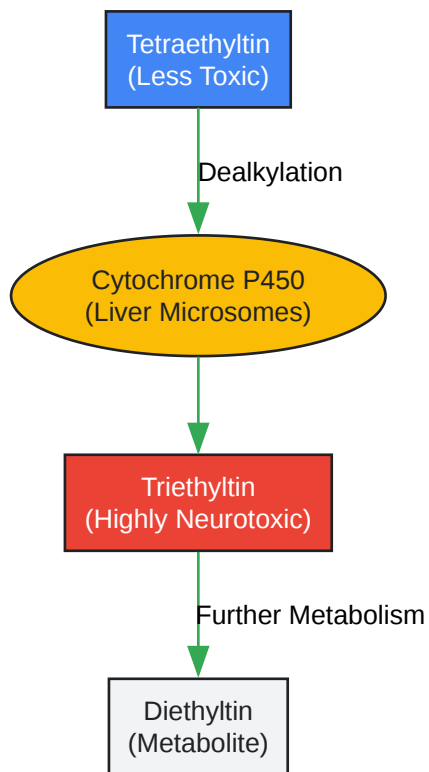 Tetraethyltin
(Less Toxic)
Dealkylation
Cytochrome P450
(Liver Microsomes)
Triethyltin
(Highly Neurotoxic)
Further Metabolism
Diethyltin
(Metabolite)